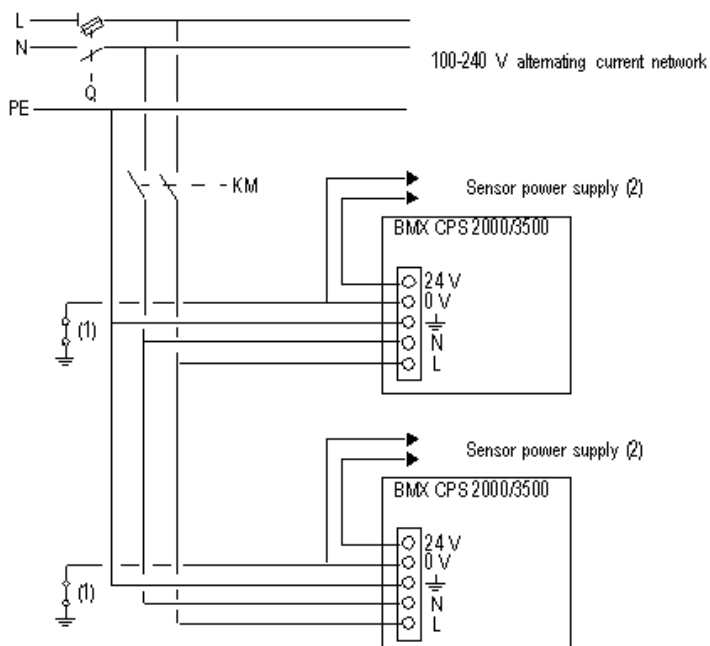 L
N
100-240 V alternating current network
Q
PE
KM
Sensor power supply (2)
BMX CPS 2000/3500
24 V
0 V
(1)
N
L
Sensor power supply (2)
BMX CPS 2000/3500
24 V
0 V
(1)
N
L